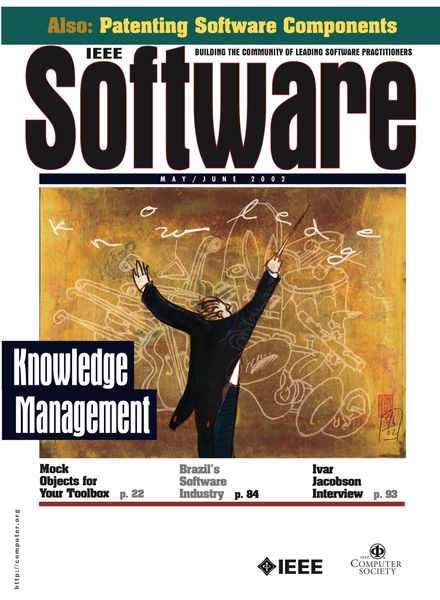 Also: Patenting Software Components
IEEE
BUILDING THE COMMUNITY OF LEADING SOFTWARE PRACTITIONERS
Software
MAY/JUNE 2002
knowledge
Knowledge
Management
Mock
Objects for
Your Toolbox p. 22
Brazil's
Software
Industry p. 84
Ivar
Jacobson
Interview p. 93
http://computer.org
IEEE
IEEE
COMPUTER
SOCIETY